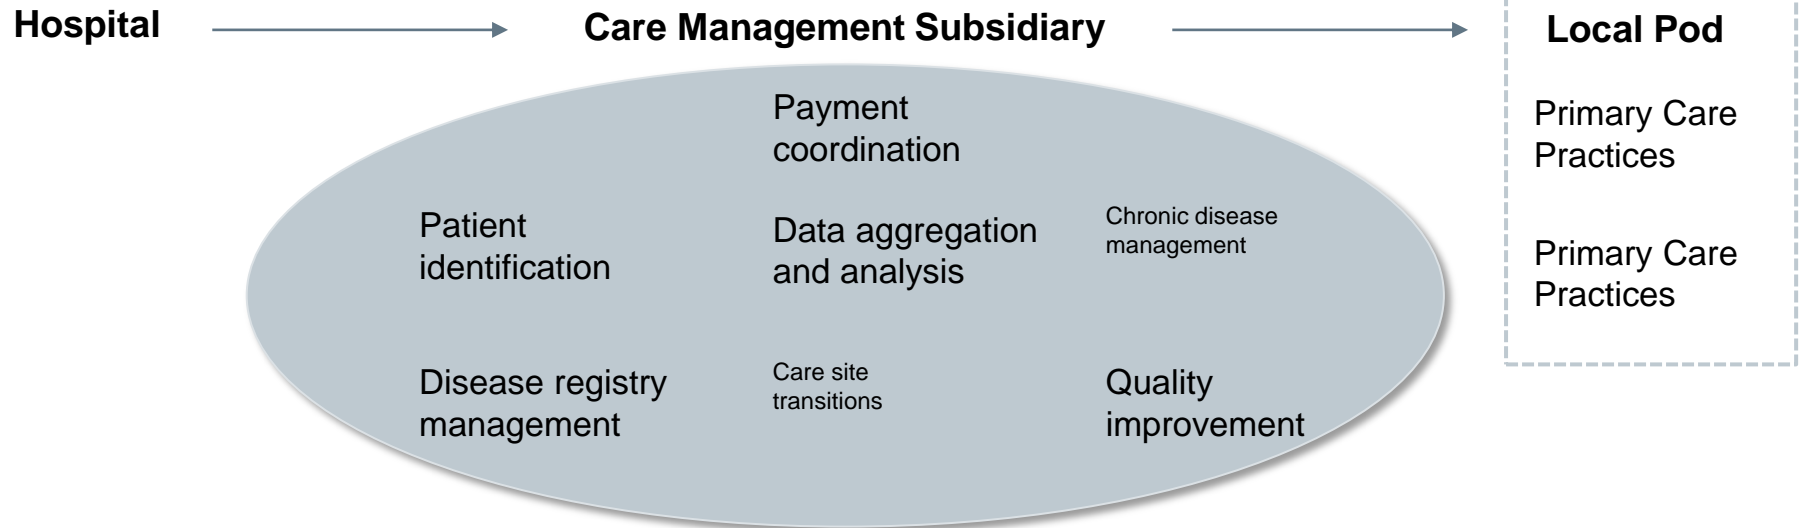 Hospital
Care Management Subsidiary
Local Pod
Payment
coordination
Primary Care
Practices
Patient
identification
Data aggregation
and analysis
Chronic disease
management
Primary Care
Practices
Disease registry
management
Care site
transitions
Quality
improvement